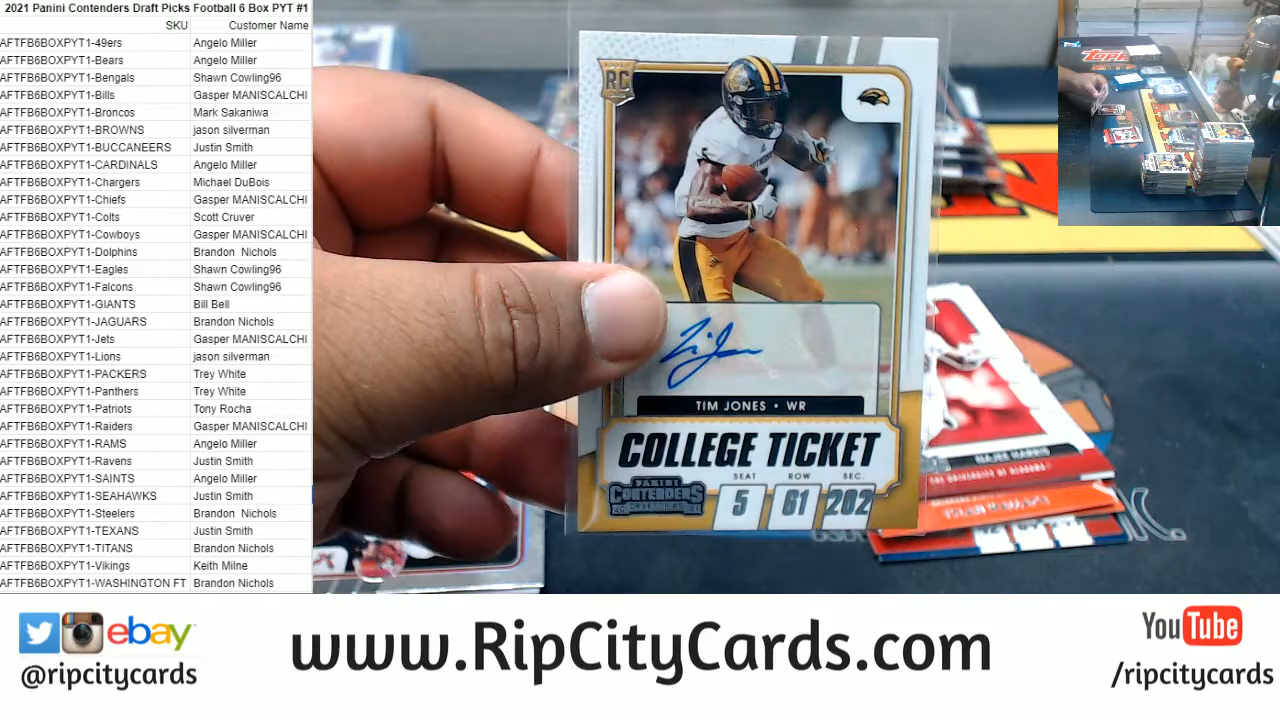 2021 Panini Contenders Draft Picks Football 6 Box PYT #1
SKU Customer Name
AFTFB6BOXPYT1-49ers Angelo Miller
AFTFB6BOXPYT1-Bears Angelo Miller
AFTFB6BOXPYT1-Bengals Shawn Cowling96
AFTFB6BOXPYT1-Bills Gasper MANISCALCHI
AFTFB6BOXPYT1-Broncos Mark Sakaniwa
AFTFB6BOXPYT1-BROWNS jason silverman
AFTFB6BOXPYT1-BUCCANEERS Justin Smith
AFTFB6BOXPYT1-CARDINALS Angelo Miller
AFTFB6BOXPYT1-Chargers Michael DuBois
AFTFB6BOXPYT1-Chiefs Gasper MANISCALCHI
AFTFB6BOXPYT1-Colts Scott Cruver
AFTFB6BOXPYT1-Cowboys Gasper MANISCALCHI
AFTFB6BOXPYT1-Dolphins Brandon Nichols
AFTFB6BOXPYT1-Eagles Shawn Cowling96
AFTFB6BOXPYT1-Falcons Shawn Cowling96
AFTFB6BOXPYT1-GIANTS Bill Bell
AFTFB6BOXPYT1-JAGUARS Brandon Nichols
AFTFB6BOXPYT1-Jets Gasper MANISCALCHI
AFTFB6BOXPYT1-Lions jason silverman
AFTFB6BOXPYT1-PACKERS Trey White
AFTFB6BOXPYT1-Panthers Trey White
AFTFB6BOXPYT1-Patriots Tony Rocha
AFTFB6BOXPYT1-Raiders Gasper MANISCALCHI
AFTFB6BOXPYT1-RAMS Angelo Miller
AFTFB6BOXPYT1-Ravens Justin Smith
AFTFB6BOXPYT1-SAINTS Angelo Miller
AFTFB6BOXPYT1-SEAHAWKS Justin Smith
AFTFB6BOXPYT1-Steelers Brandon Nichols
AFTFB6BOXPYT1-TEXANS Justin Smith
AFTFB6BOXPYT1-TITANS Brandon Nichols
AFTFB6BOXPYT1-Vikings Keith Milne
AFTFB6BOXPYT1-WASHINGTON FT Brandon Nichols
RC
TIM JONES • WR
COLLEGE TICKET
SEAT ROW SEC.
5 61 202
PANINI
CONTENDERS
NAJEE HARRIS
THE UNIVERSITY OF ALABAMA
Topps
ebay
@ripcitycards
www.RipCityCards.com
YouTube
/ripcitycards